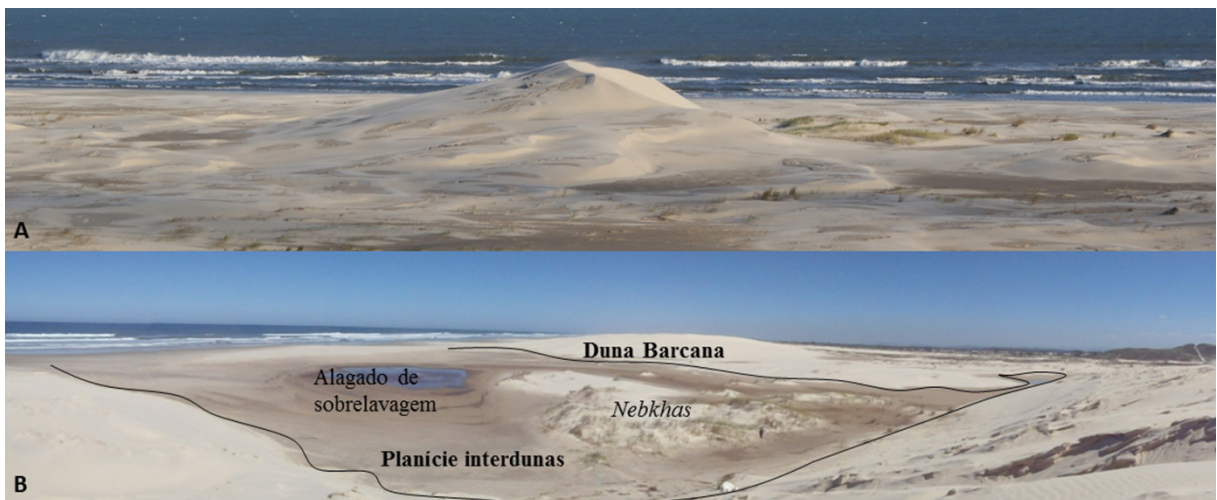 A
Duna Barcana
Alagado de
sobrelavagem
Nebkhas
Planície interdunas
B